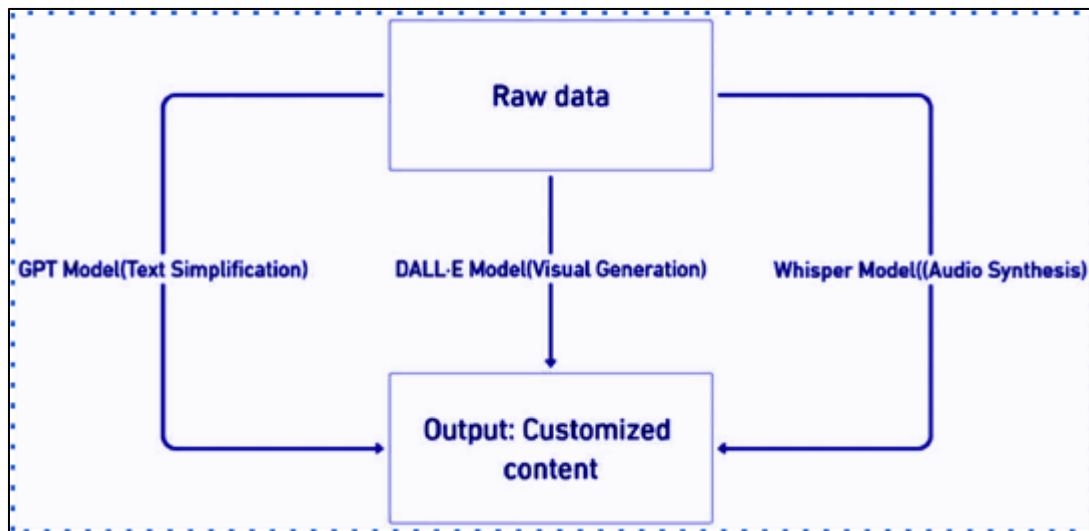 Raw data
GPT Model(Text Simplification)
DALL·E Model(Visual Generation)
Whisper Model((Audio Synthesis)
Output: Customized
content